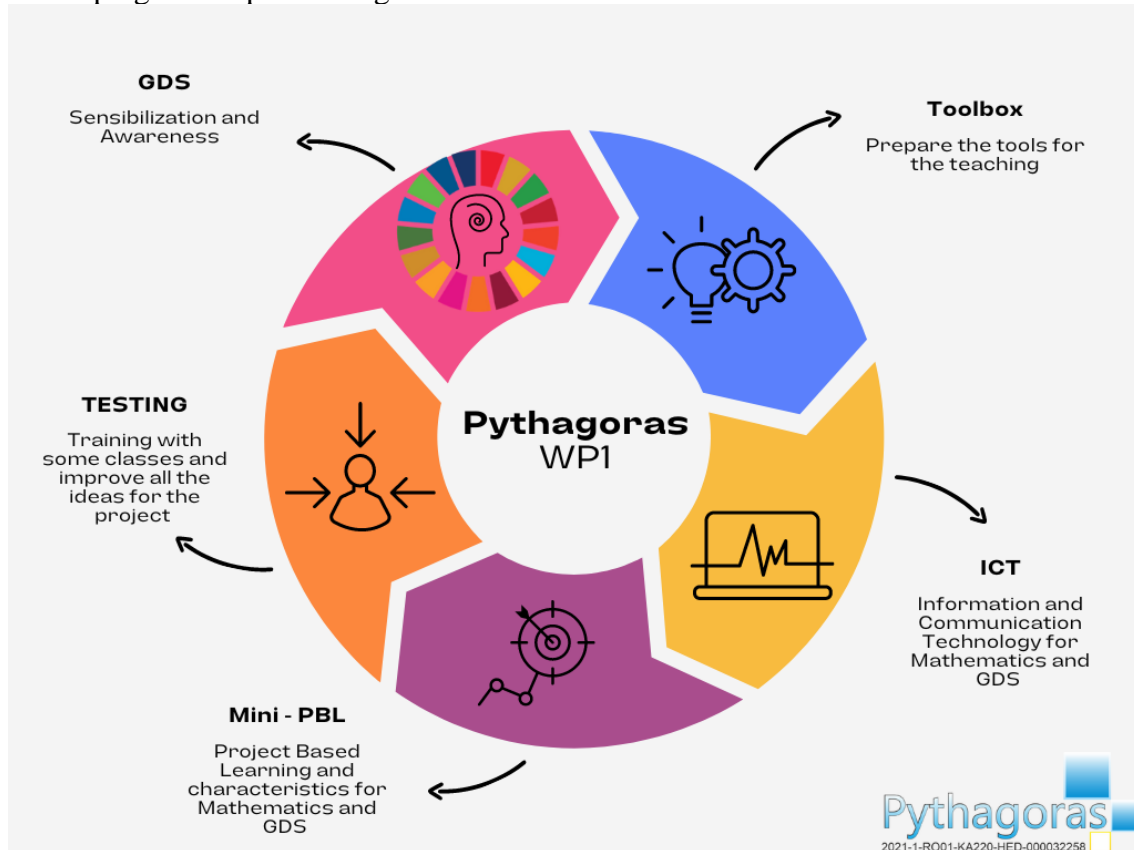 GDS
Sensibilization and
Awareness
Toolbox
Prepare the tools for
the teaching
TESTING
Training with
some classes and
improve all the
ideas for the
project
Pythagoras
WP1
ICT
Information and
Communication
Technology for
Mathematics and
GDS
Mini - PBL
Project Based
Learning and
characteristics for
Mathematics and
GDS
Pythagoras
2021-1-RO01-KA220-HED-000032258